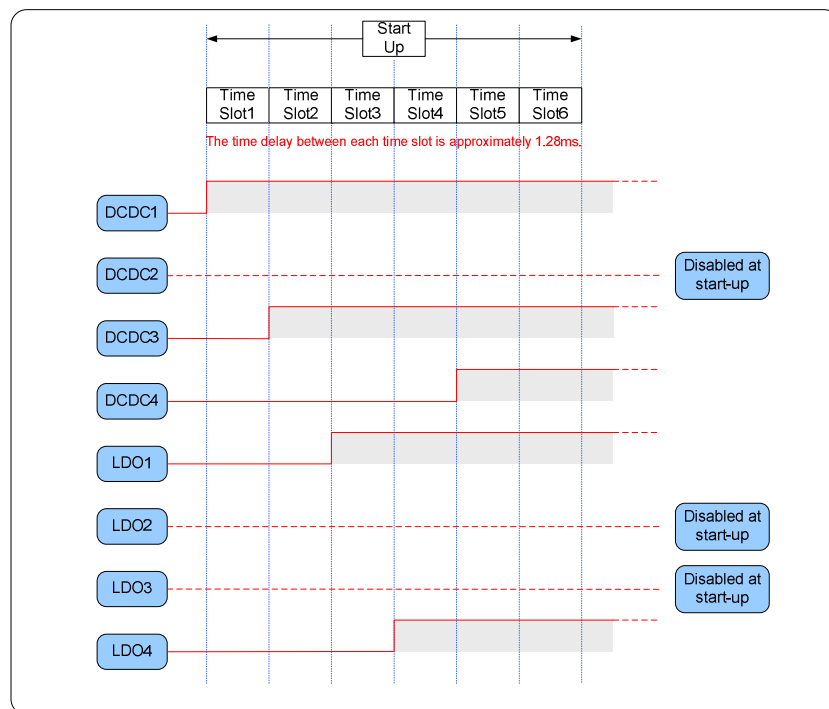 Start
Up
Time
Slot1
Time
Slot2
Time
Slot3
Time
Slot4
Time
Slot5
Time
Slot6
The time delay between each time slot is approximately 1.28ms.
DCDC1
DCDC2
Disabled at
start-up
DCDC3
DCDC4
LDO1
LDO2
Disabled at
start-up
LDO3
Disabled at
start-up
LDO4